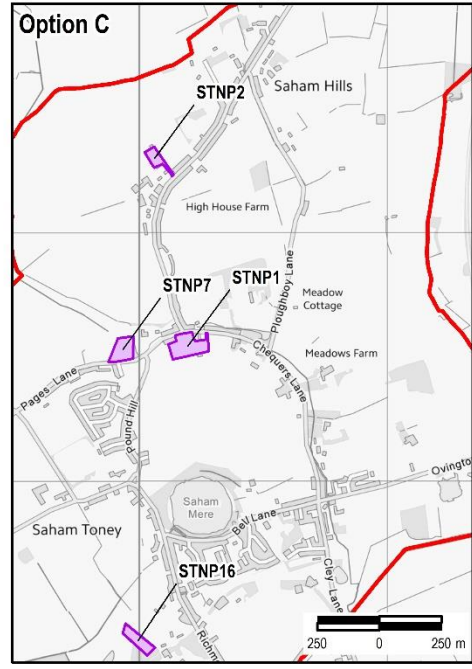 Option C
STNP2
Saham Hills
High House Farm
STNP7
STNP1
Ploughboy Lane
Meadow
Cottage
Meadows Farm
Chequers Lane
Pages Lane
Pound Hill
Saham
Mere
Ovington
Bell Lane
Saham Toney
Cley Lane
STNP16
Richm
250 0 250 m